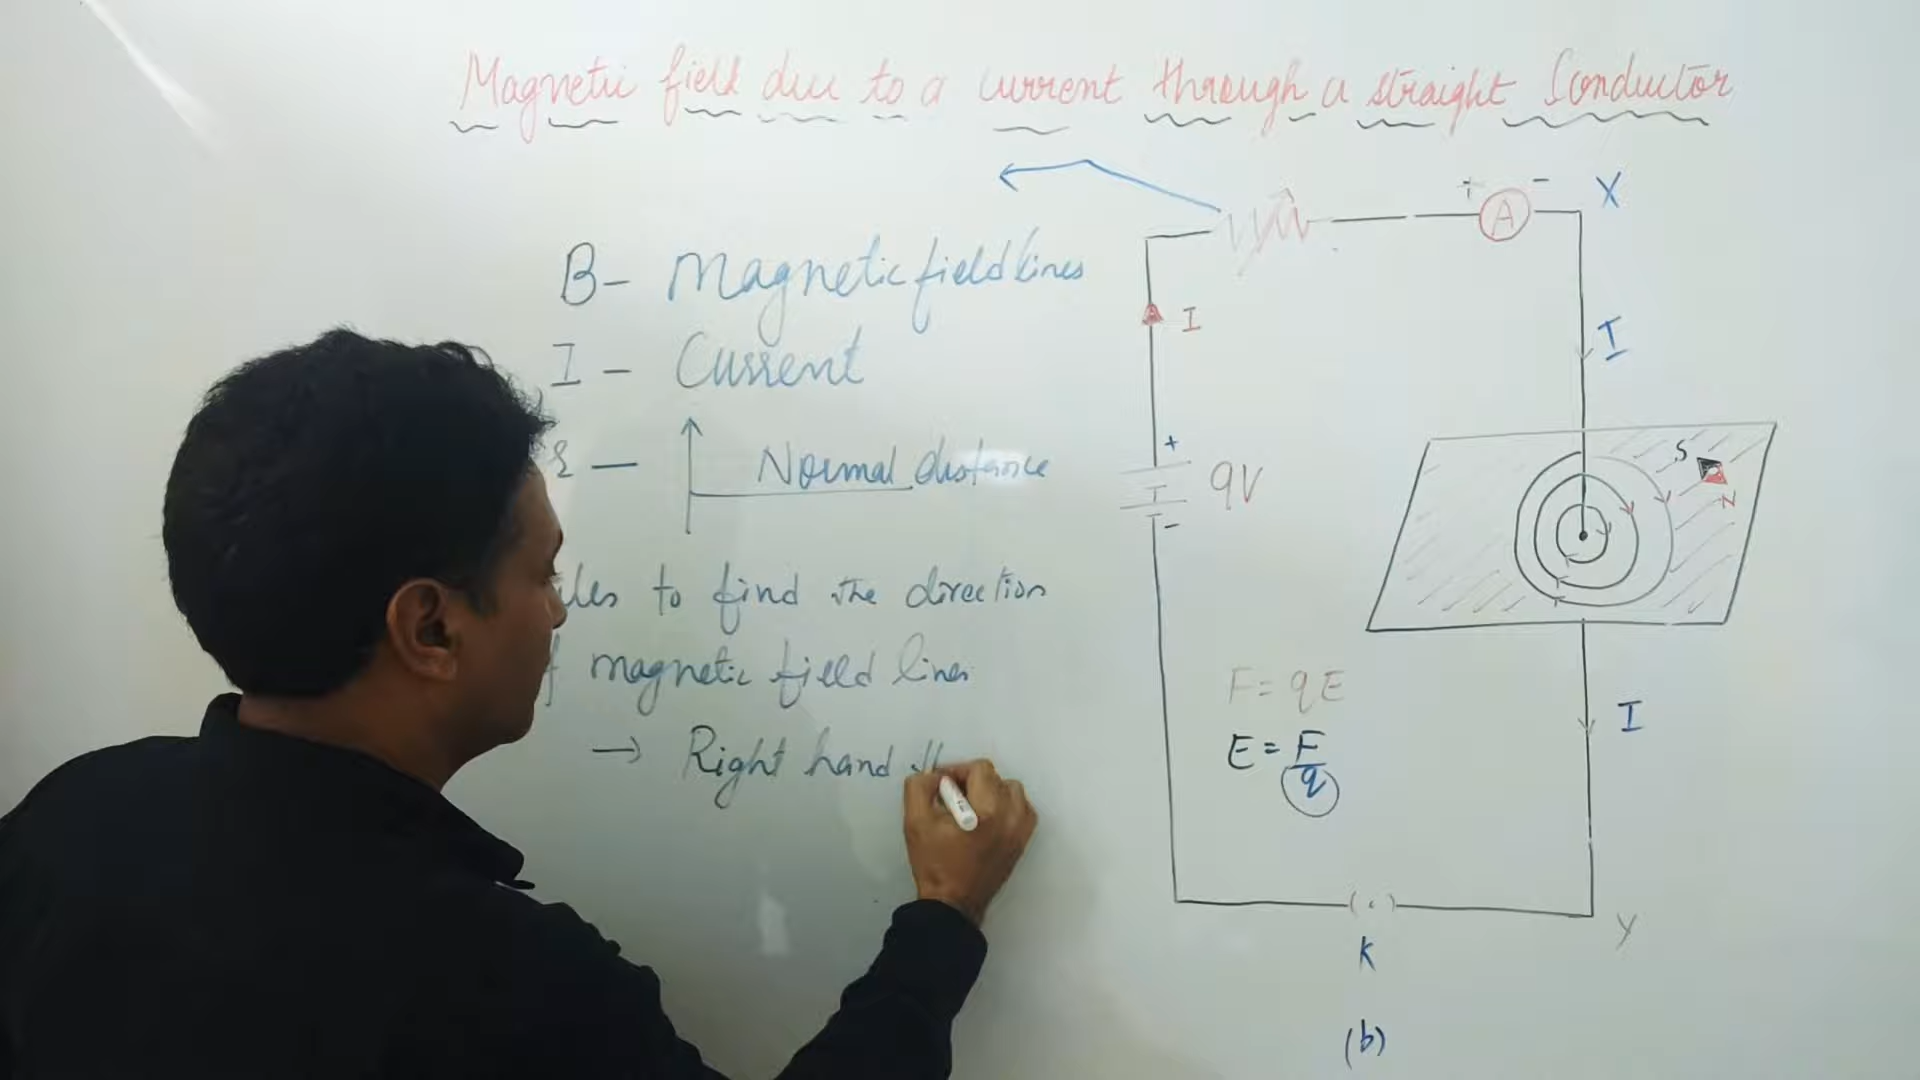 Magnetic field due to a current through a straight Conductor
B- Magnetic field lines
I - Current
r - Normal distance
to find the direction
magnetic field lines
→ Right hand
+ A -
X
I
I
+
9V
-
S
N
F = qE
E = F/q
I
K
Y
(b)